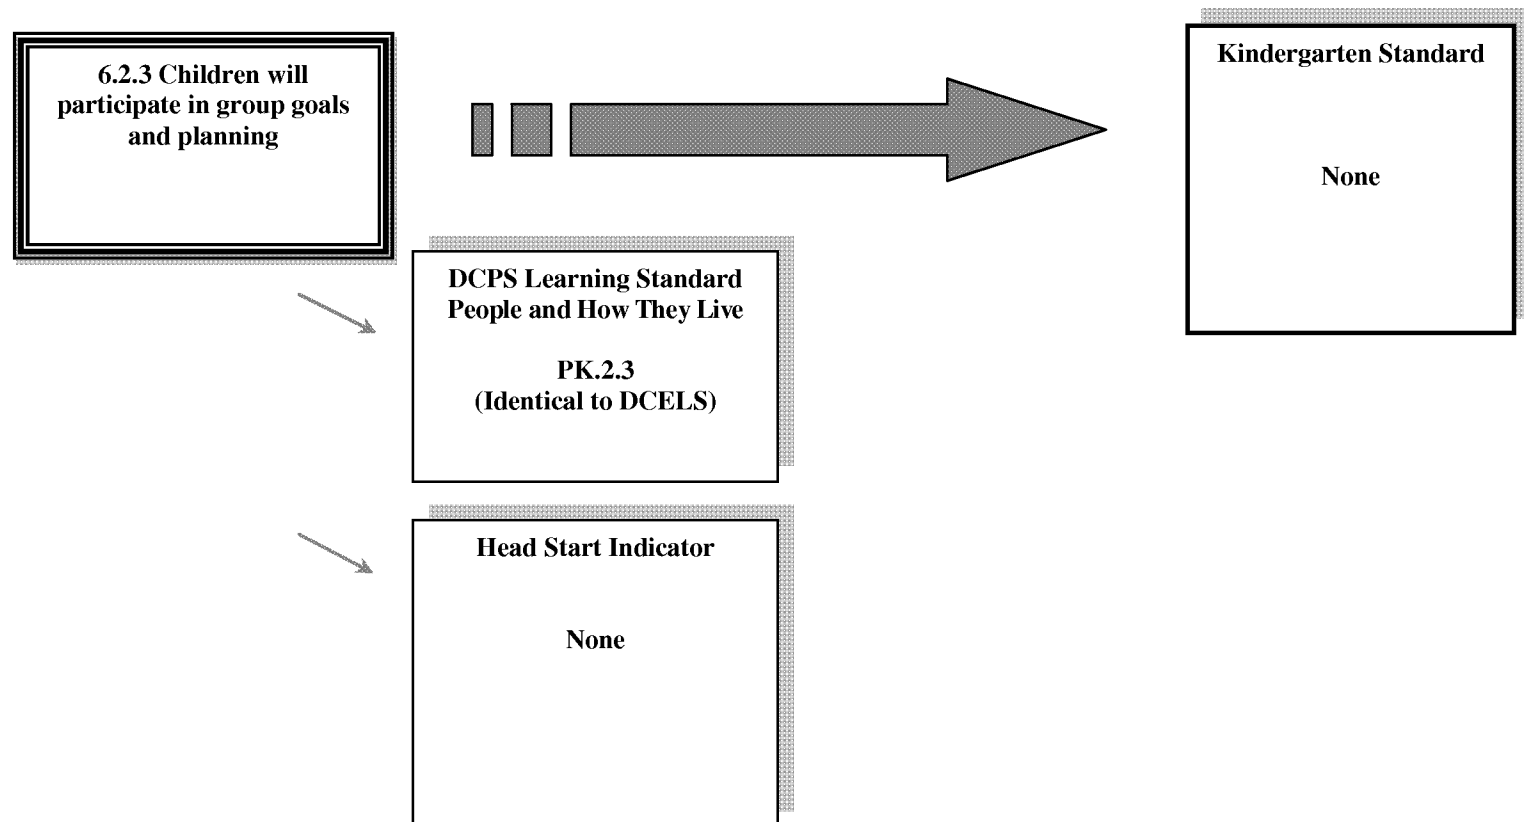 6.2.3 Children will
participate in group goals
and planning
Kindergarten Standard
None
DCPS Learning Standard
People and How They Live
PK.2.3
(Identical to DCELS)
Head Start Indicator
None